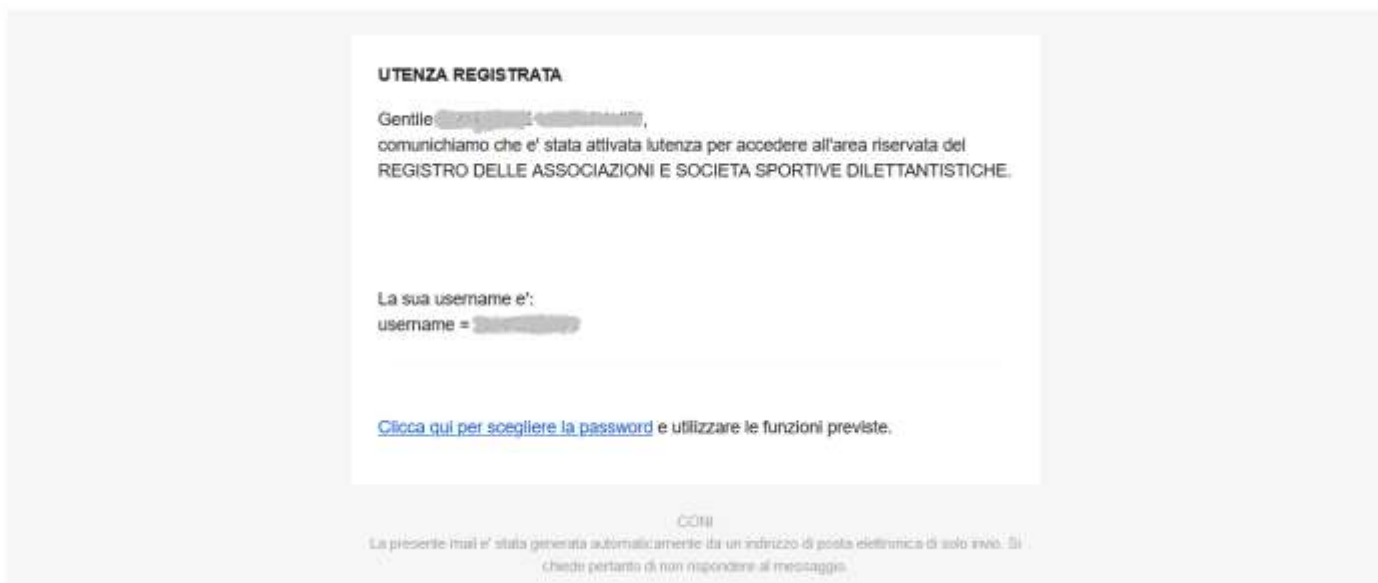 UTENZA REGISTRATA
Gentile ,
comunichiamo che e' stata attivata lutenza per accedere all'area riservata del
REGISTRO DELLE ASSOCIAZIONI E SOCIETA SPORTIVE DILETTANTISTICHE.
La sua username e':
username =
Clicca qui per scegliere la password e utilizzare le funzioni previste.
CONI
La presente mail e' stata generata automaticamente da un indirizzo di posta elettronica di solo invio. Si
chiede pertanto di non rispondere al messaggio.